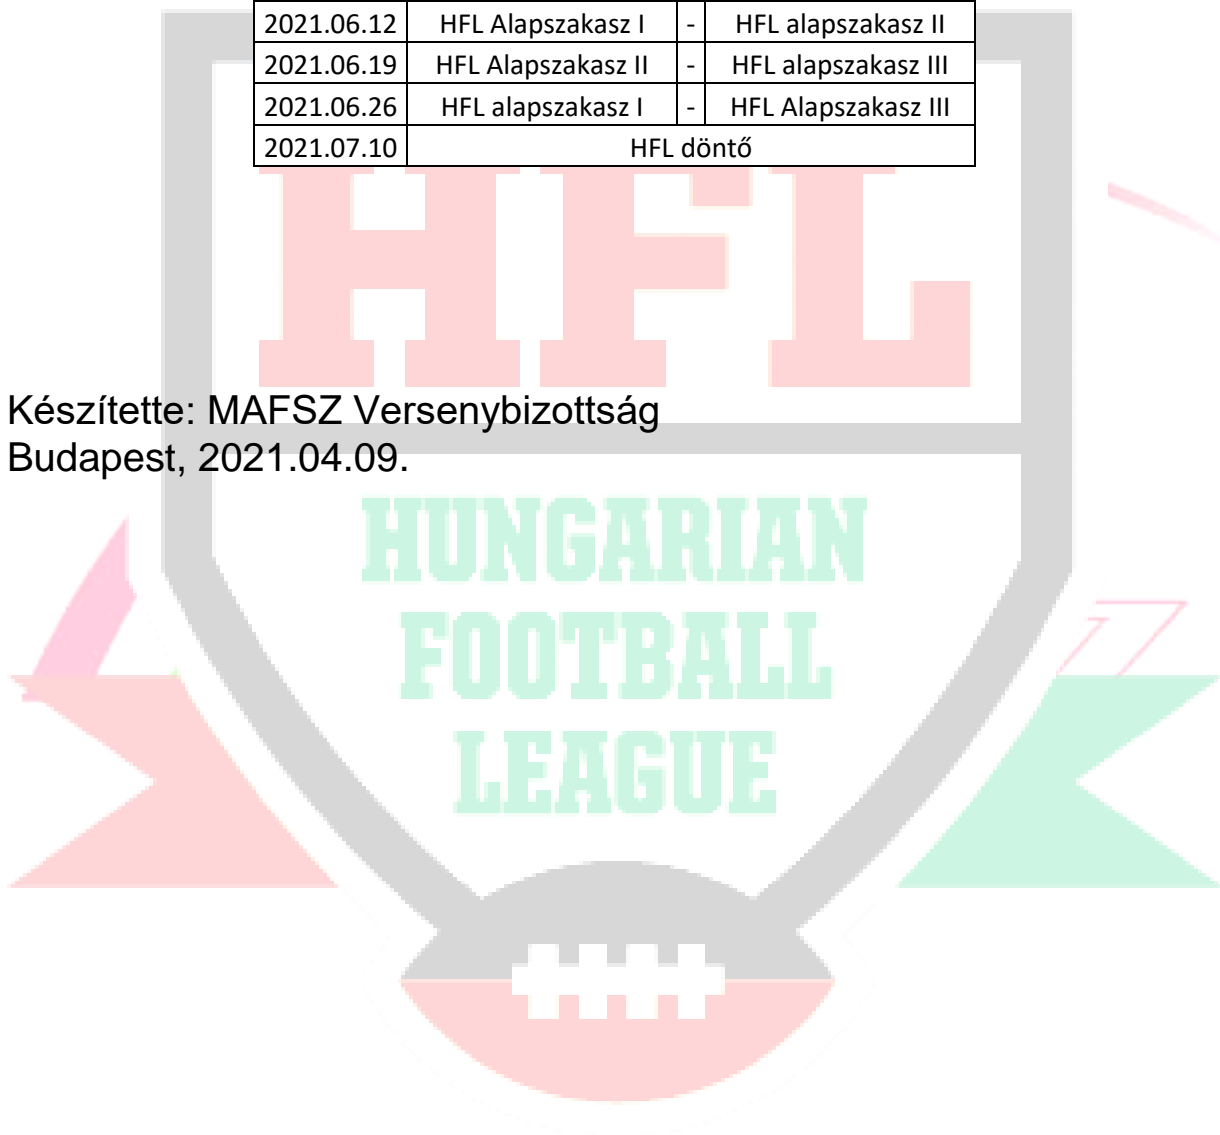 2021.06.12 HFL Alapszakasz I - HFL alapszakasz II
2021.06.19 HFL Alapszakasz II - HFL alapszakasz III
2021.06.26 HFL alapszakasz I - HFL Alapszakasz III
2021.07.10 HFL döntő
HFL
Készítette: MAFSZ Versenybizottság
Budapest, 2021.04.09.
HUNGARIAN
FOOTBALL
LEAGUE